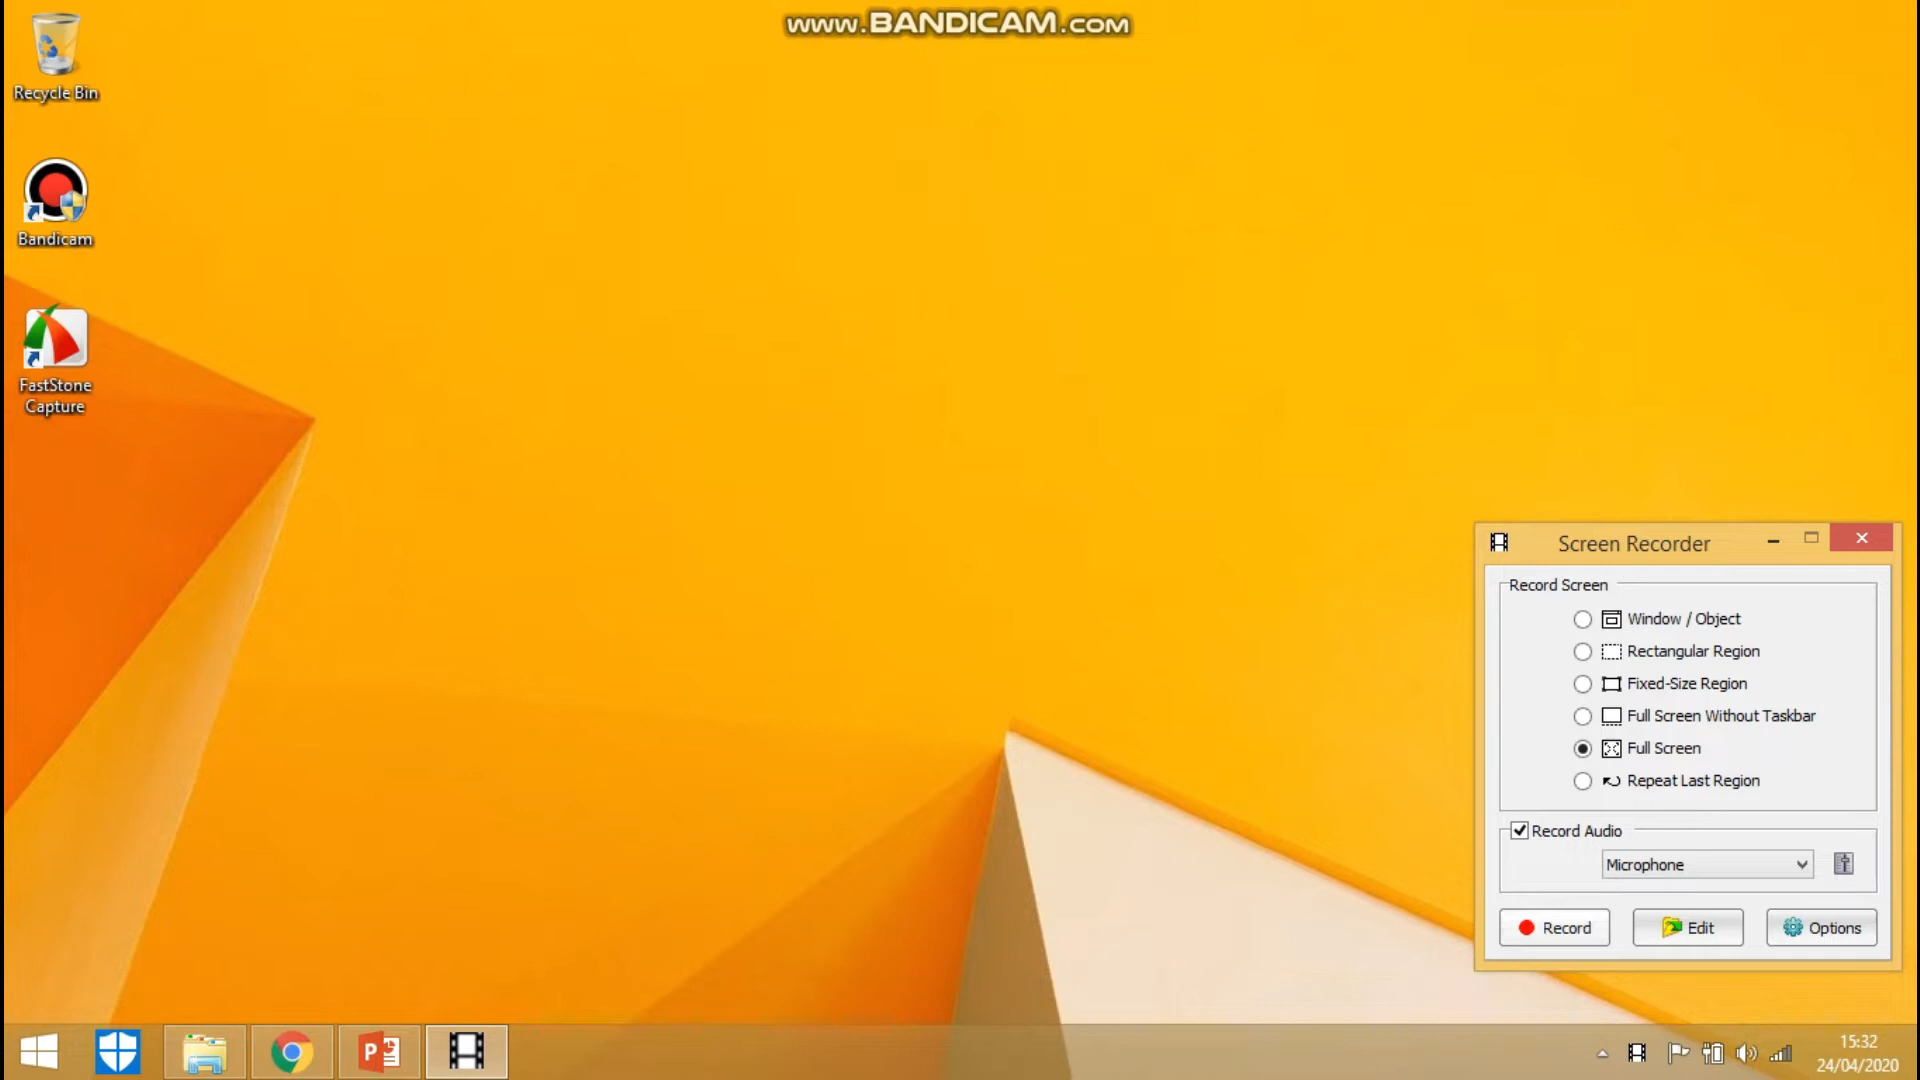 www.BANDICAM.com
Recycle Bin
Bandicam
FastStone
Capture
Screen Recorder
Record Screen
Window / Object
Rectangular Region
Fixed-Size Region
Full Screen Without Taskbar
Full Screen
Repeat Last Region
Record Audio
Microphone
Record
Edit
Options
P
15:32
24/04/2020